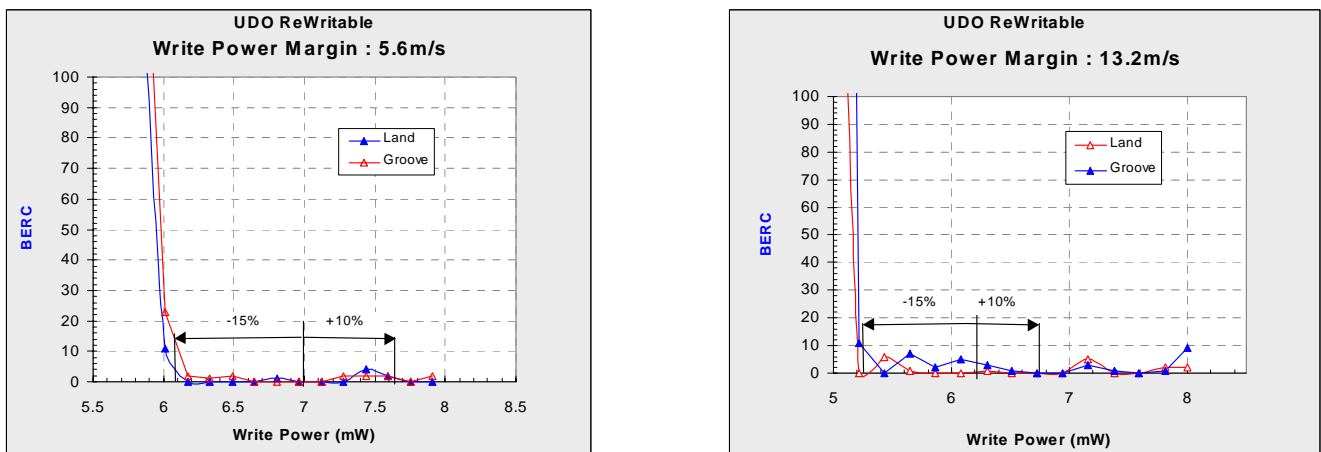 UDO ReWritable
Write Power Margin : 5.6m/s
100
90
80
70
60
50
40
30
20
10
0
BERC
Land
Groove
-15%
+10%
5.5 6 6.5 7 7.5 8 8.5
Write Power (mW)
UDO ReWritable
Write Power Margin : 13.2m/s
100
90
80
70
60
50
40
30
20
10
0
BERC
Land
Groove
-15%
+10%
5 6 7 8
Write Power (mW)